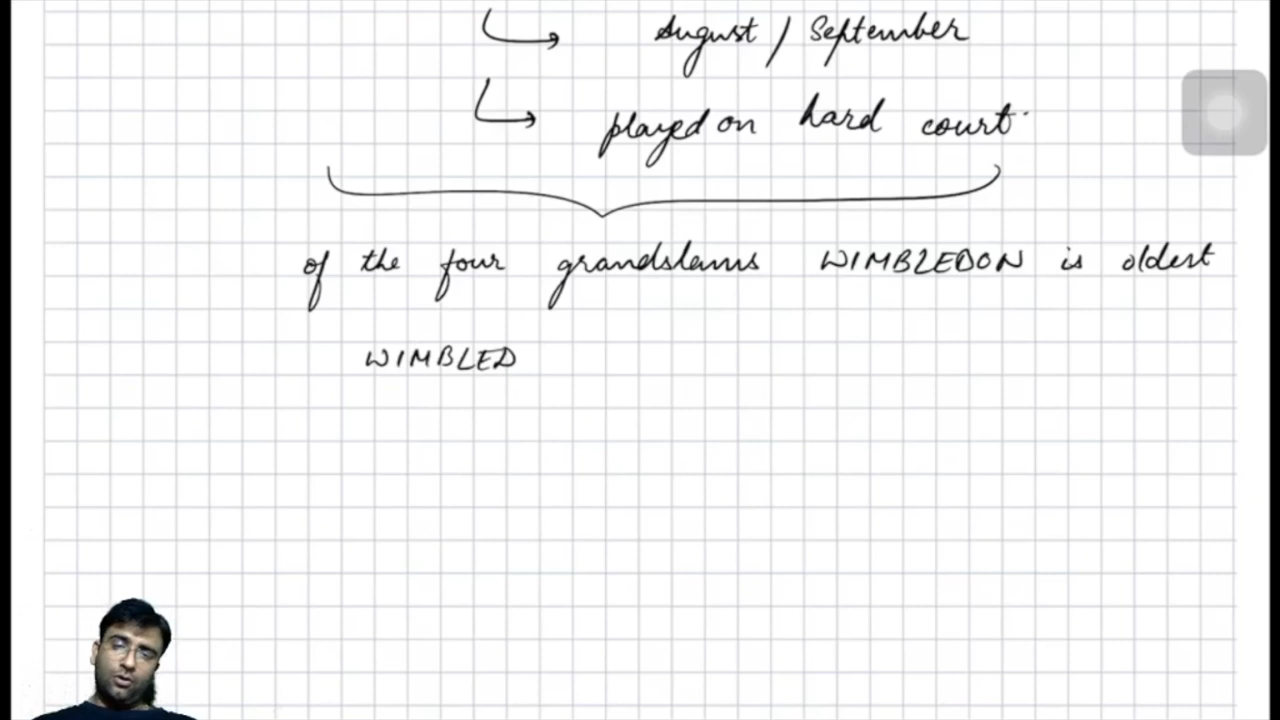 August / September
played on hard court.
of the four grandslams WIMBLEDON is oldest
WIMBLED